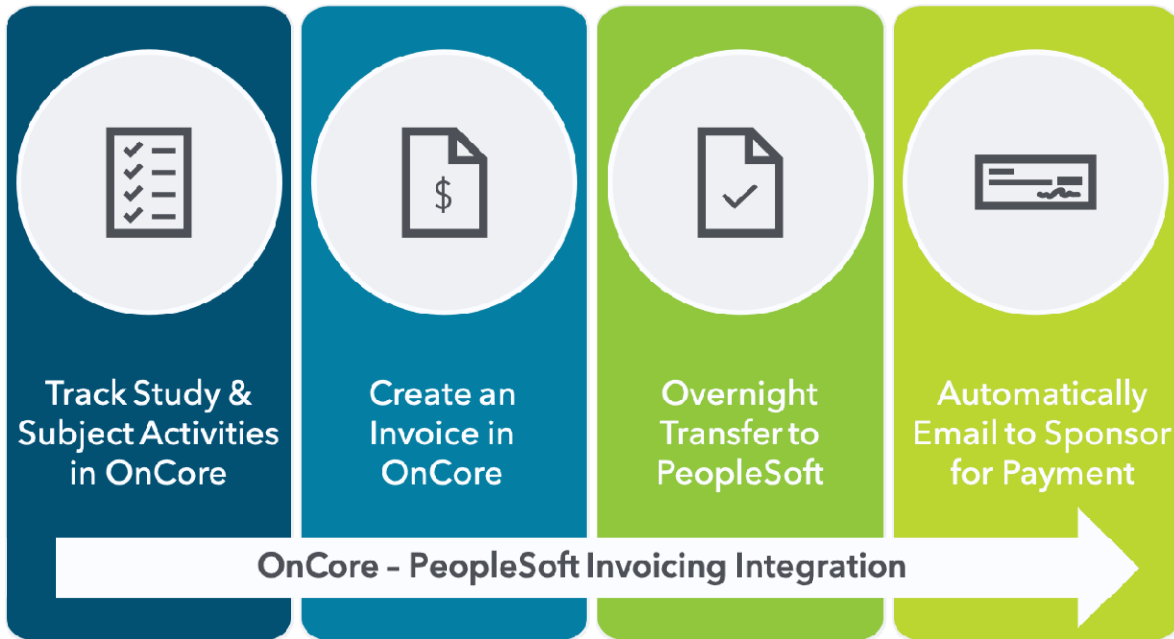 $
Track Study &
Subject Activities
in OnCore
Create an
Invoice in
OnCore
Overnight
Transfer to
PeopleSoft
Automatically
Email to Sponsor
for Payment
OnCore – PeopleSoft Invoicing Integration